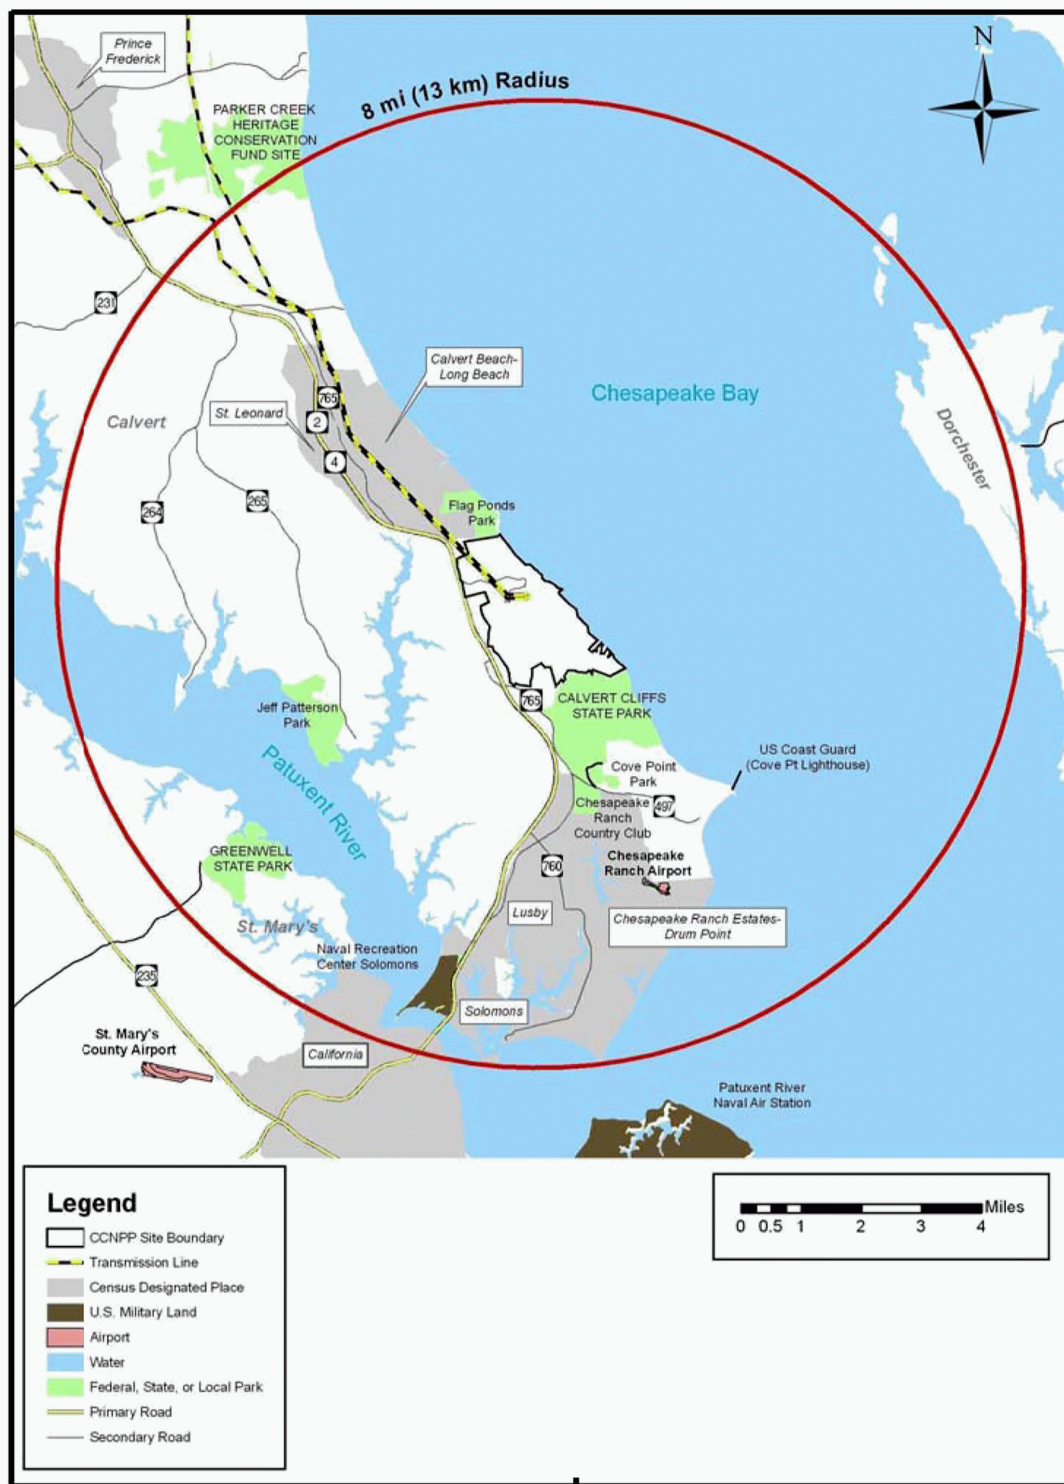 N
Prince
Frederick
8 mi (13 km) Radius
PARKER CREEK
HERITAGE
CONSERVATION
FUND SITE
231
Calvert Beach-
Long Beach
Chesapeake Bay
765
St. Leonard
2
Calvert
4
Dorchester
265
264
Flag Ponds
Park
765
CALVERT CLIFFS
STATE PARK
Jeff Patterson
Park
US Coast Guard
(Cove Pt Lighthouse)
Cove Point
Park
Patuxent River
497
Chesapeake
Ranch
Country Club
GREENWELL
STATE PARK
Chesapeake
Ranch Airport
760
Lusby
Chesapeake Ranch Estates-
Drum Point
St. Mary's
Naval Recreation
Center Solomons
235
Solomons
St. Mary's
County Airport
California
Patuxent River
Naval Air Station
Legend
CCNPP Site Boundary
Transmission Line
Census Designated Place
U.S. Military Land
Airport
Water
Federal, State, or Local Park
Primary Road
Secondary Road
Miles
0 0.5 1 2 3 4